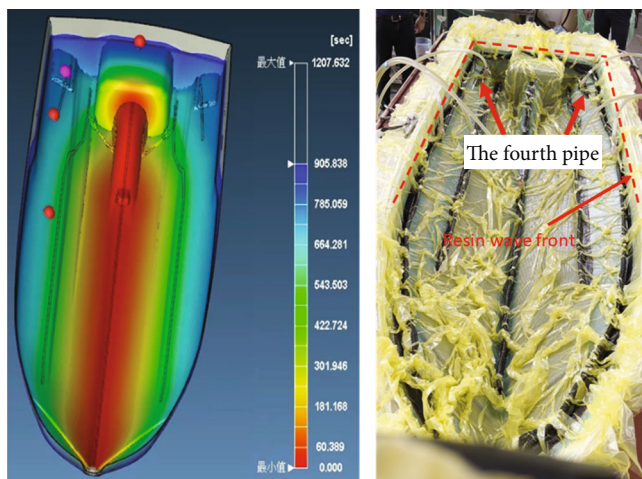 [sec]
最大值 1207.632
905.838
785.059
664.281
543.503
422.724
301.946
181.168
60.389
最小值 0.000
The fourth pipe
Resin wave front